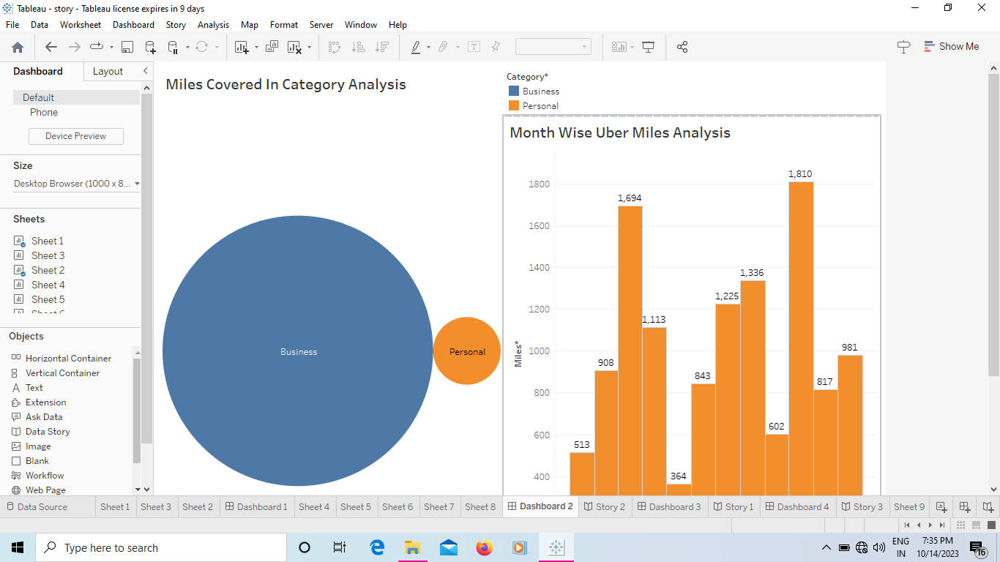 Tableau - story - Tableau license expires in 9 days
File Data Worksheet Dashboard Story Analysis Map Format Server Window Help
Show Me
Dashboard Layout
Default
Phone
Device Preview
Size
Desktop Browser (1000 x 8...
Sheets
Sheet 1
Sheet 3
Sheet 2
Sheet 4
Sheet 5
Objects
Horizontal Container
Vertical Container
Text
Extension
Ask Data
Data Story
Image
Blank
Workflow
Web Page
Miles Covered In Category Analysis
Business
Personal
Category*
Business
Personal
Month Wise Uber Miles Analysis
Miles*
1800
1600
1400
1200
1000
800
600
400
513
908
1,694
1,113
364
843
1,225
1,336
602
1,810
817
981
Data Source Sheet 1 Sheet 3 Sheet 2 Dashboard 1 Sheet 4 Sheet 5 Sheet 6 Sheet 7 Sheet 8 Dashboard 2 Story 2 Dashboard 3 Story 1 Dashboard 4 Story 3 Sheet 9
Type here to search
ENG
IN
7:35 PM
10/14/2023
16